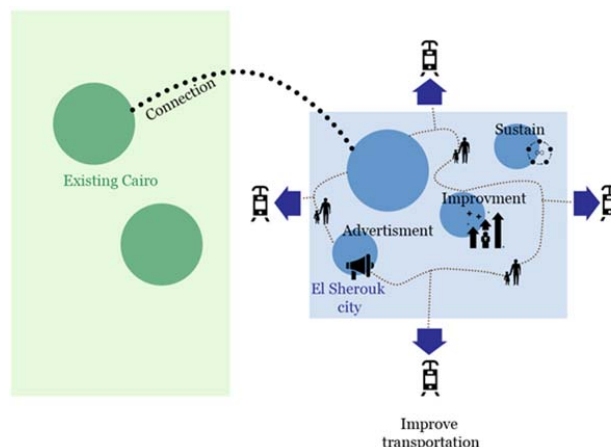 Connection
Existing Cairo
Sustain
Improvment
Advertisment
El Sherouk
city
Improve
transportation